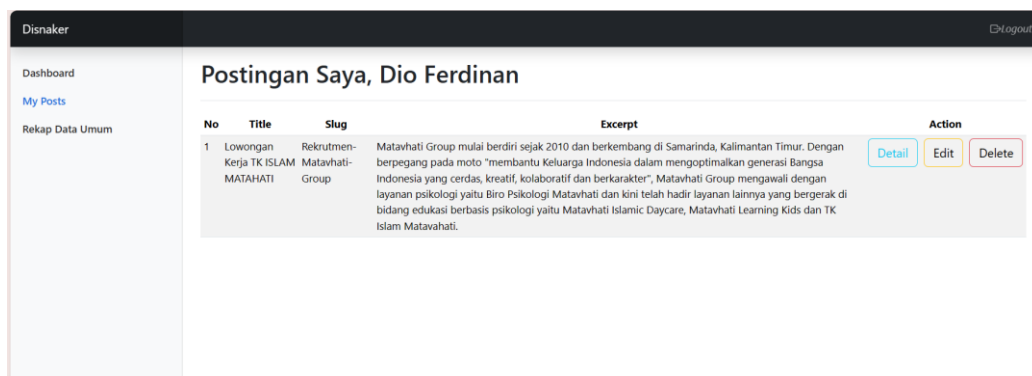 Disnaker
Logout
Dashboard
My Posts
Rekap Data Umum
Postingan Saya, Dio Ferdinan
No Title Slug Excerpt Action
1 Lowongan Rekrutmen- Matavhati Group mulai berdiri sejak 2010 dan berkembang di Samarinda, Kalimantan Timur. Dengan
Kerja TK ISLAM Matavhati- berpegang pada moto "membantu Keluarga Indonesia dalam mengoptimalkan generasi Bangsa
MATAHATI Group Indonesia yang cerdas, kreatif, kolaboratif dan berkarakter", Matavhati Group mengawali dengan
layanan psikologi yaitu Biro Psikologi Matavhati dan kini telah hadir layanan lainnya yang bergerak di
bidang edukasi berbasis psikologi yaitu Matavhati Islamic Daycare, Matavhati Learning Kids dan TK
Islam Matavahati.
Detail Edit Delete